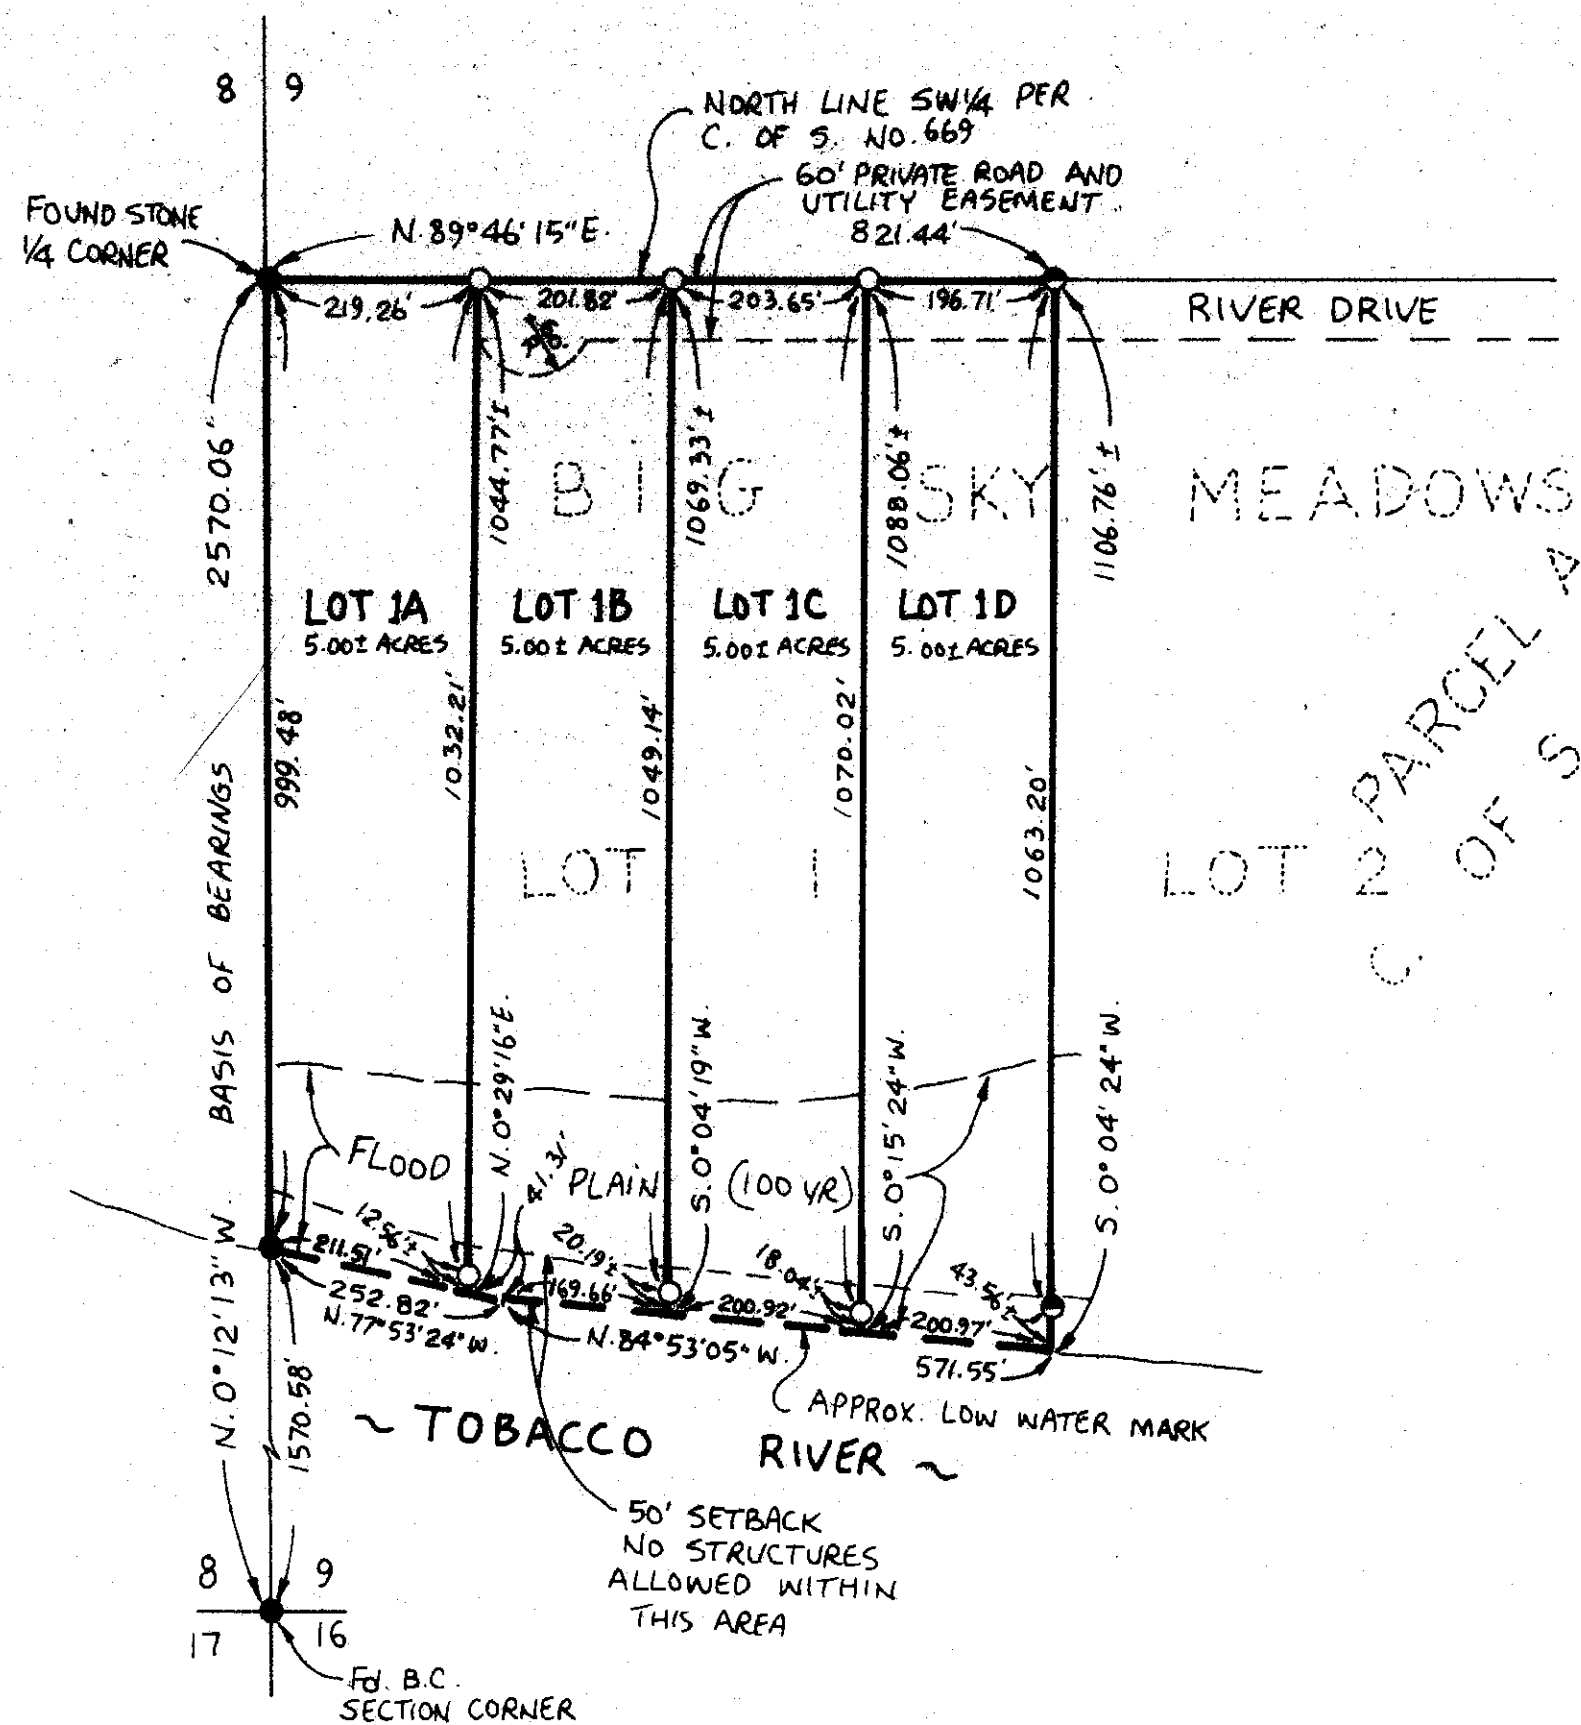 8 9
NORTH LINE SW 1/4 PER
C. OF S. NO. 669
60' PRIVATE ROAD AND
UTILITY EASEMENT
821.44'
FOUND STONE
1/4 CORNER
N. 89°46'15"E.
219.26'
201.82'
203.65'
196.71'
RIVER DRIVE
2570.06"
1044.77'±
1069.33'±
1088.06'±
1106.76'±
BIG SKY MEADOWS
LOT 1A
5.00± ACRES
LOT 1B
5.00± ACRES
LOT 1C
5.00± ACRES
LOT 1D
5.00± ACRES
PARCEL A
C. OF S
999.48'
1032.21'
1049.14'
1070.02'
1063.20'
LOT 1
LOT 2
BASIS OF BEARINGS
N. 0°12'13" W.
N. 0°29'16"E.
S. 0°04'19"W.
S. 0°15'24"W.
S. 0°04'24"W.
FLOOD PLAIN (100 YR)
41.31'
12.56'±
20.19'±
18.04'±
43.56'±
211.51'
169.66'
200.92'
200.97'
252.82'
N. 77°53'24"W.
N. 84°53'05"W.
571.55'
1570.58'
APPROX. LOW WATER MARK
~ TOBACCO RIVER ~
50' SETBACK
NO STRUCTURES
ALLOWED WITHIN
THIS AREA
8 9
17 16
Fd. B.C.
SECTION CORNER